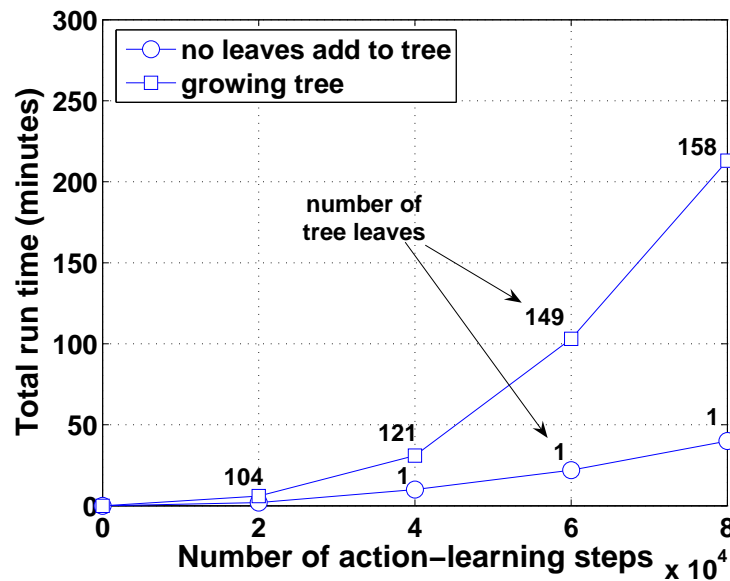 300
250
200
150
100
50
0
Total run time (minutes)
no leaves add to tree
growing tree
number of
tree leaves
158
149
121
104
1
1
1
0
2
4
6
8
x 10^4
Number of action−learning steps